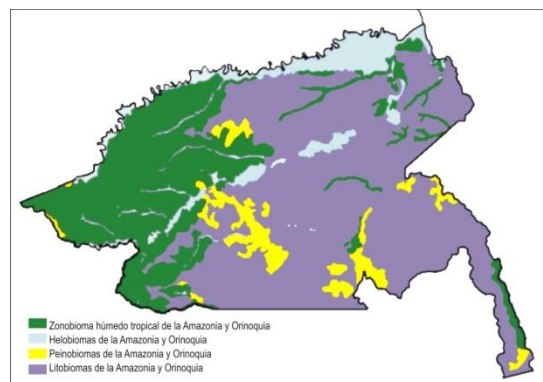 Zonobioma húmedo tropical de la Amazonia y Orinoquia
Helobiomas de la Amazonia y Orinoquia
Peinobiomas de la Amazonia y Orinoquia
Litobiomas de la Amazonia y Orinoquia